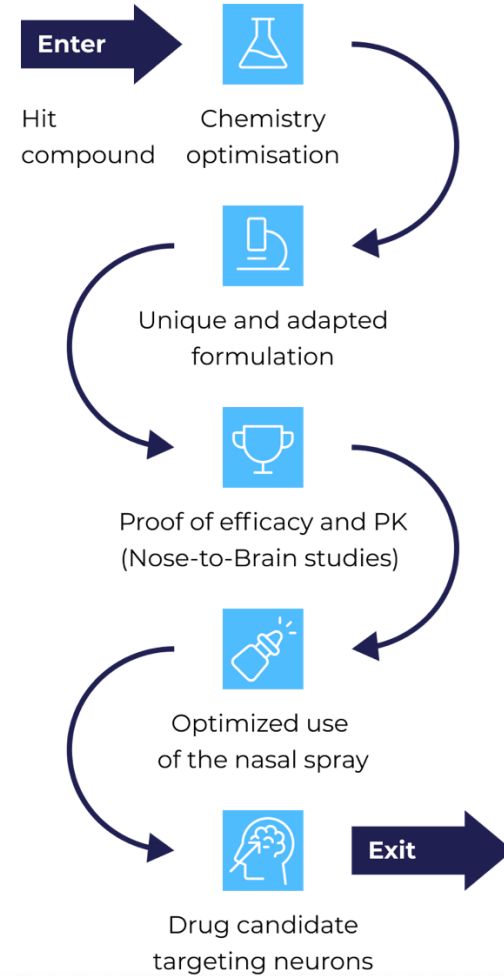 Enter
Hit
compound
Chemistry
optimisation
Unique and adapted
formulation
Proof of efficacy and PK
(Nose-to-Brain studies)
Optimized use
of the nasal spray
Exit
Drug candidate
targeting neurons